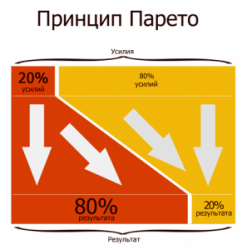 Принцип Парето
Усилия
20%
усилий
80%
усилий
80%
результата
20%
результата
Результат